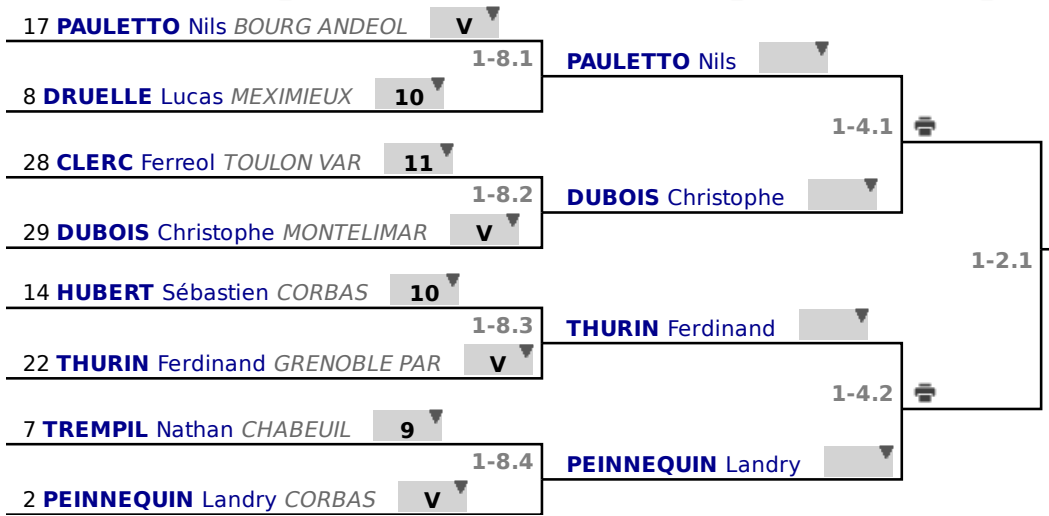 17 PAULETTO Nils BOURG ANDEOL V
1-8.1
PAULETTO Nils
8 DRUELLE Lucas MEXIMIEUX 10
1-4.1
28 CLERC Ferreol TOULON VAR 11
1-8.2
DUBOIS Christophe
29 DUBOIS Christophe MONTELIMAR V
1-2.1
14 HUBERT Sébastien CORBAS 10
1-8.3
THURIN Ferdinand
22 THURIN Ferdinand GRENOBLE PAR V
1-4.2
7 TREMPIL Nathan CHABEUIL 9
1-8.4
PEINNEQUIN Landry
2 PEINNEQUIN Landry CORBAS V